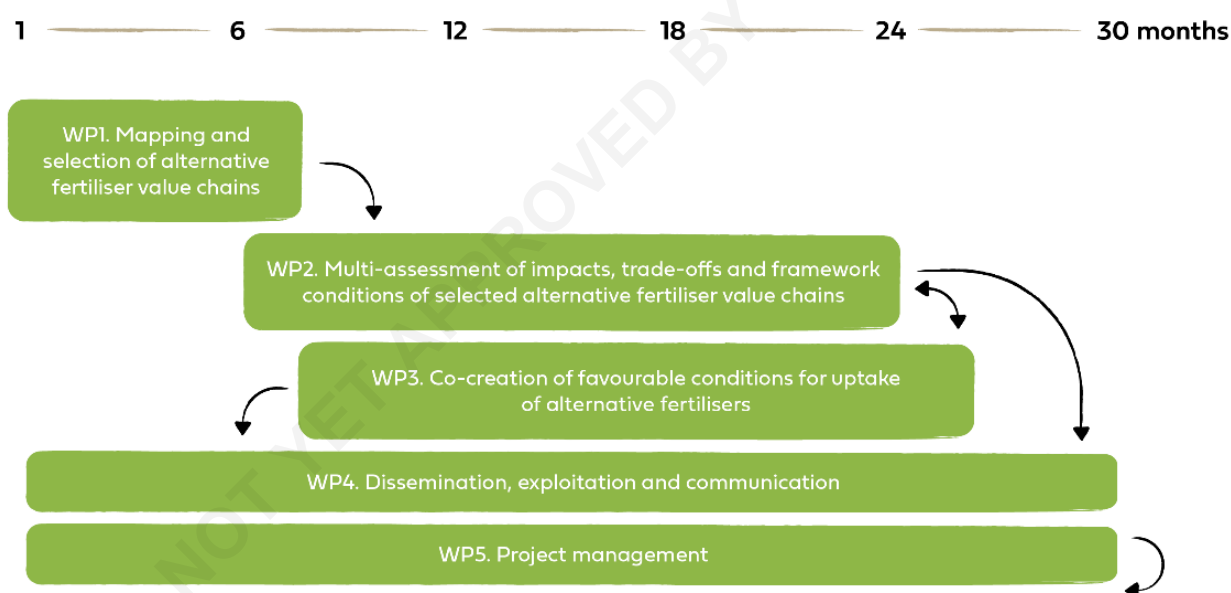 1 6 12 18 24 30 months
WP1. Mapping and
selection of alternative
fertiliser value chains
WP2. Multi-assessment of impacts, trade-offs and framework
conditions of selected alternative fertiliser value chains
WP3. Co-creation of favourable conditions for uptake
of alternative fertilisers
WP4. Dissemination, exploitation and communication
WP5. Project management
NOT YET APPROVED BY